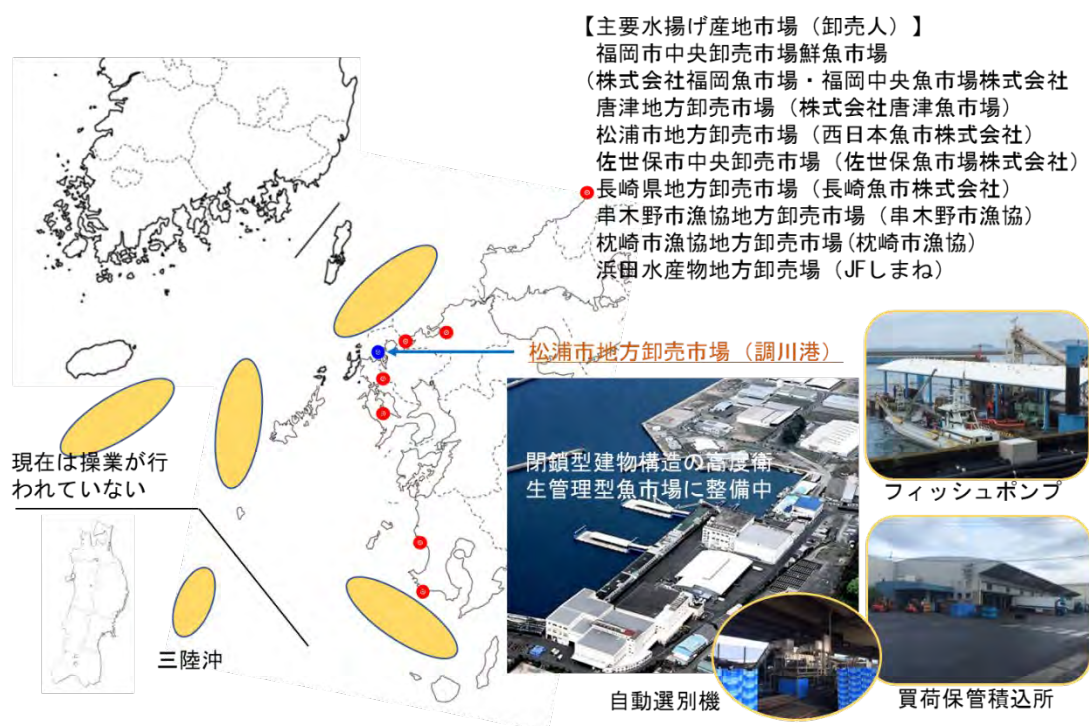 【主要水揚げ産地市場（卸売人）】
福岡市中央卸売市場鮮魚市場
（株式会社福岡魚市場・福岡中央魚市場株式会社
唐津地方卸売市場（株式会社唐津魚市場）
松浦市地方卸売市場（西日本魚市株式会社）
佐世保市中央卸売市場（佐世保魚市場株式会社）
長崎県地方卸売市場（長崎魚市株式会社）
串木野市漁協地方卸売市場（串木野市漁協）
枕崎市漁協地方卸売市場(枕崎市漁協）
浜田水産物地方卸売場（JFしまね）
松浦市地方卸売市場（調川港）
閉鎖型建物構造の高度衛
生管理型魚市場に整備中
フィッシュポンプ
現在は操業が行
われていない
三陸沖
自動選別機
買荷保管積込所